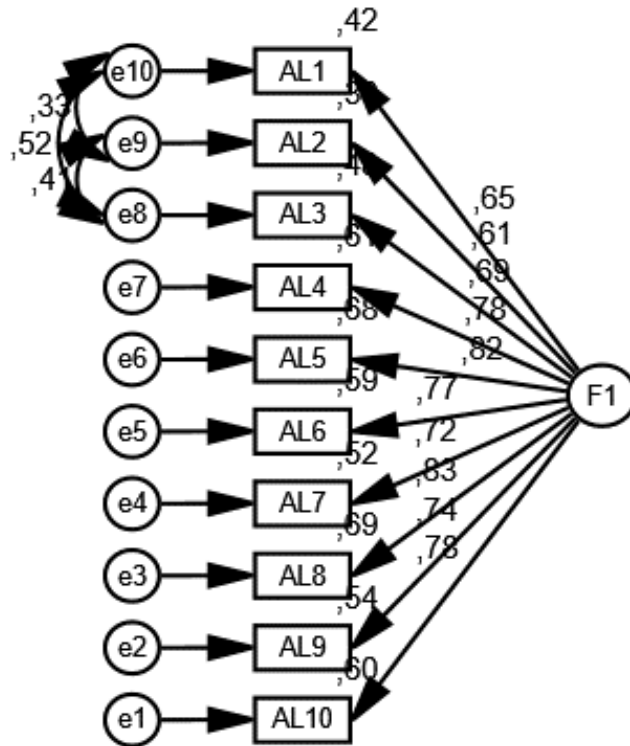 ,42
e10 AL1
,33
e9 AL2
,52
,65
e8 AL3
,61
,69
e7 AL4
,78
,68
e6 AL5
,82
,59
,77
F1
e5 AL6
,72
,52
e4 AL7
,83
,69
,74
e3 AL8
,78
,54
e2 AL9
,60
e1 AL10